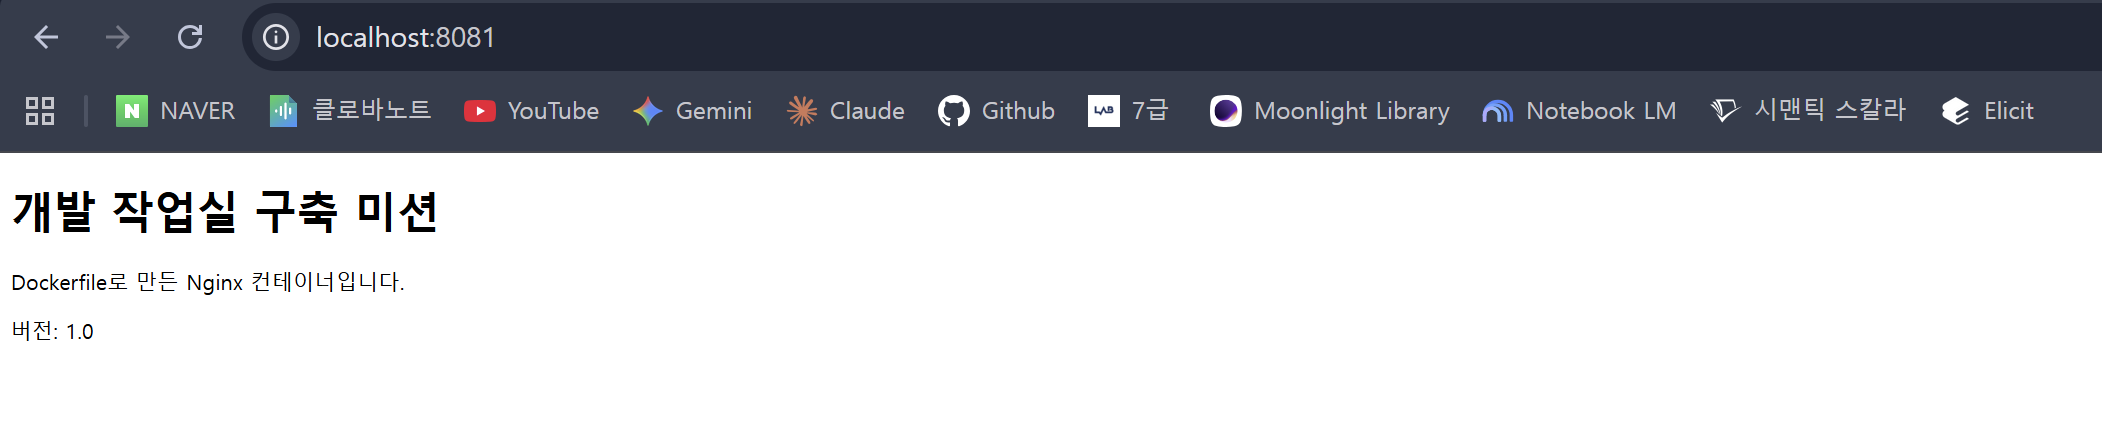 localhost:8081
NAVER 클로바노트 YouTube Gemini Claude Github LAB 7급 Moonlight Library Notebook LM 시맨틱 스칼라 Elicit
개발 작업실 구축 미션
Dockerfile로 만든 Nginx 컨테이너입니다.
버전: 1.0